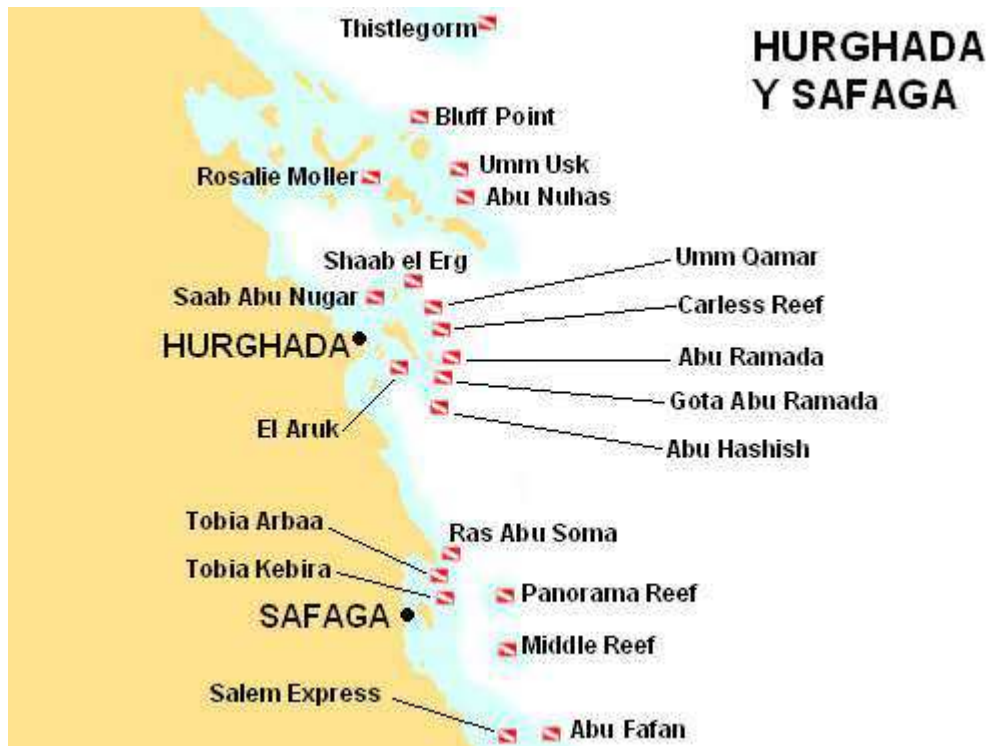 Thistlegorm
HURGHADA
Y SAFAGA
Bluff Point
Umm Usk
Rosalie Moller
Abu Nuhas
Shaab el Erg
Umm Qamar
Saab Abu Nugar
Carless Reef
HURGHADA
Abu Ramada
Gota Abu Ramada
El Aruk
Abu Hashish
Tobia Arbaa
Ras Abu Soma
Tobia Kebira
Panorama Reef
SAFAGA
Middle Reef
Salem Express
Abu Fafan